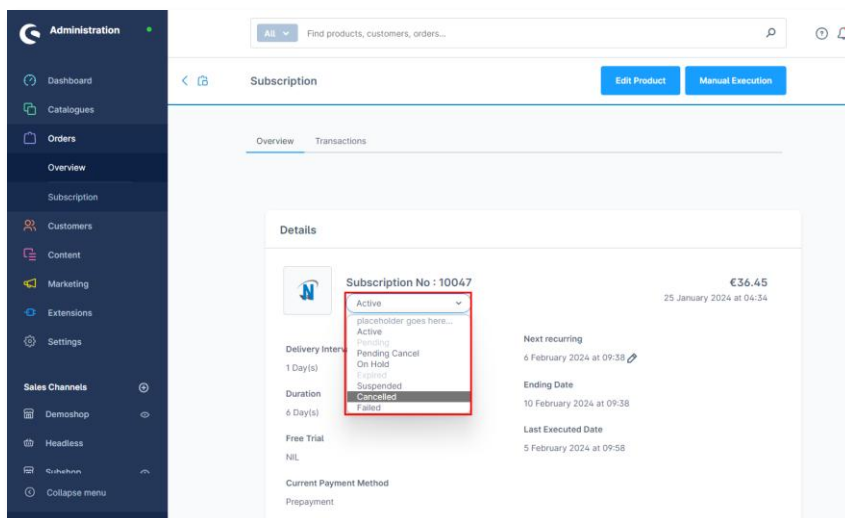 Administration
All
Find products, customers, orders...
Dashboard
Subscription
Edit Product
Manual Execution
Catalogues
Orders
Overview
Transactions
Overview
Subscription
Customers
Details
Content
Marketing
Subscription No : 10047
€36.45
Active
25 January 2024 at 04:34
Extensions
placeholder goes here...
Active
Pending
Pending Cancel
On Hold
Expired
Suspended
Cancelled
Failed
Settings
Delivery Interv
1 Day(s)
Next recurring
6 February 2024 at 09:38
Duration
6 Day(s)
Ending Date
10 February 2024 at 09:38
Sales Channels
Demoshop
Free Trial
NIL
Last Executed Date
5 February 2024 at 09:58
Headless
Subshop
Current Payment Method
Prepayment
Collapse menu